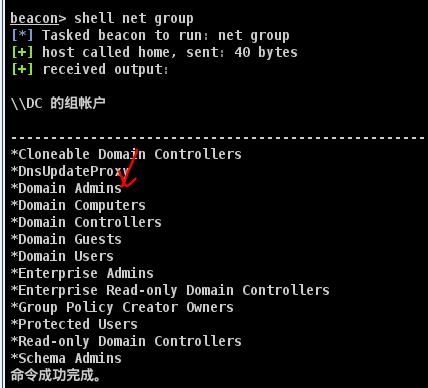 beacon> shell net group
[*] Tasked beacon to run: net group
[+] host called home, sent: 40 bytes
[+] received output:
\\DC 的组帐户
-----------------------------------------------------
*Cloneable Domain Controllers
*DnsUpdateProxy
*Domain Admins
*Domain Computers
*Domain Controllers
*Domain Guests
*Domain Users
*Enterprise Admins
*Enterprise Read-only Domain Controllers
*Group Policy Creator Owners
*Protected Users
*Read-only Domain Controllers
*Schema Admins
命令成功完成。